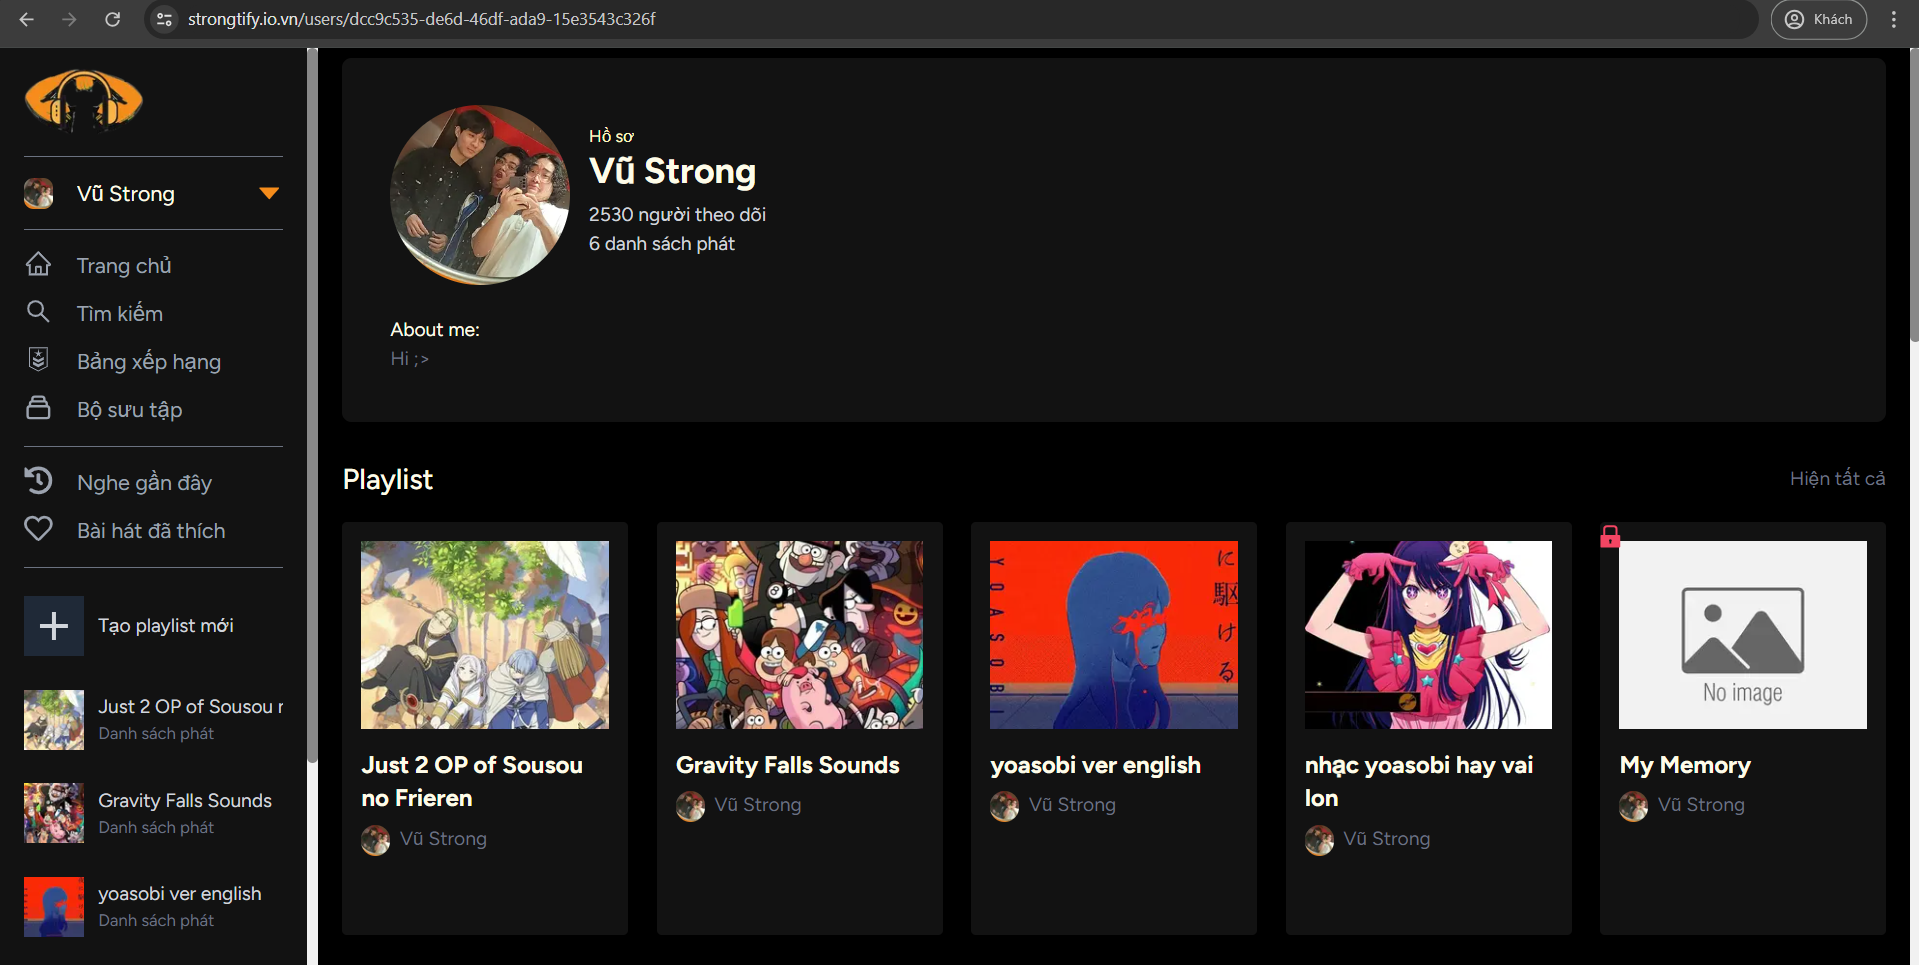 strongtify.io.vn/users/dcc9c535-de6d-46df-ada9-15e3543c326f
Khách
Vũ Strong
Trang chủ
Tìm kiếm
Bảng xếp hạng
Bộ sưu tập
Nghe gần đây
Bài hát đã thích
Tạo playlist mới
Just 2 OP of Sousou
Danh sách phát
Gravity Falls Sounds
Danh sách phát
yoasobi ver english
Danh sách phát
Hồ sơ
Vũ Strong
2530 người theo dõi
6 danh sách phát
About me:
Hi ;>
Playlist
Hiện tất cả
Just 2 OP of Sousou
no Frieren
Vũ Strong
Gravity Falls Sounds
Vũ Strong
YOASOBI
に駆ける
yoasobi ver english
Vũ Strong
nhạc yoasobi hay vai
lon
Vũ Strong
No image
My Memory
Vũ Strong